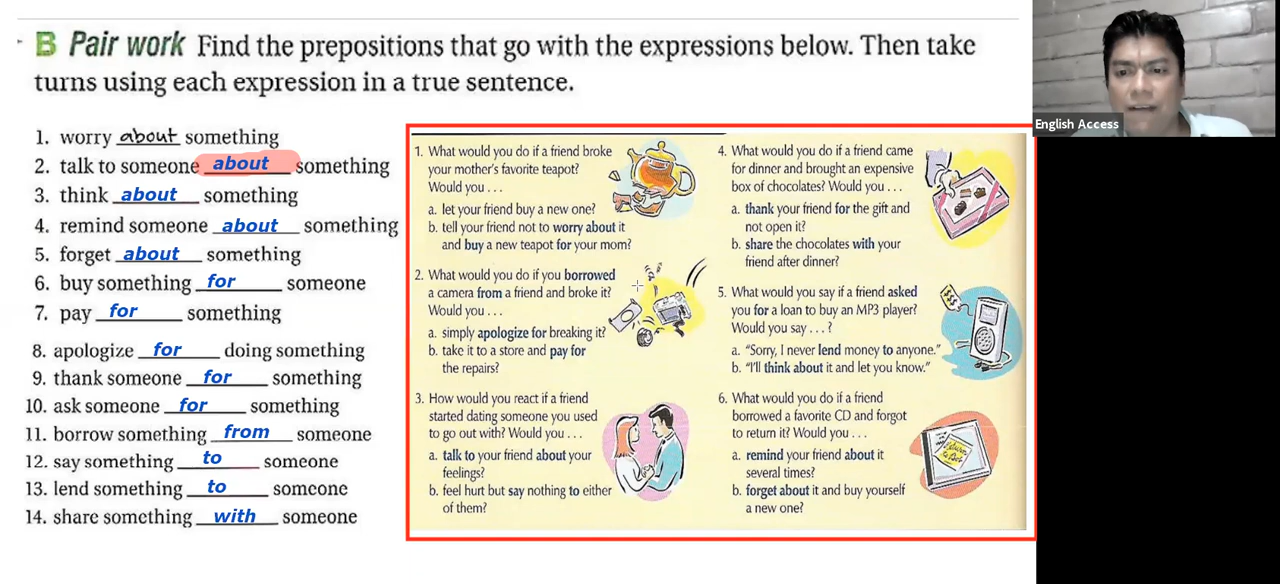 B Pair work Find the prepositions that go with the expressions below. Then take
turns using each expression in a true sentence.
1. worry about something
2. talk to someone about something
3. think about something
4. remind someone about something
5. forget about something
6. buy something for someone
7. pay for something
8. apologize for doing something
9. thank someone for something
10. ask someone for something
11. borrow something from someone
12. say something to someone
13. lend something to someone
14. share something with someone
1. What would you do if a friend broke
your mother's favorite teapot?
Would you . . .
a. let your friend buy a new one?
b. tell your friend not to worry about it
and buy a new teapot for your mom?
2. What would you do if you borrowed
a camera from a friend and broke it?
Would you . . .
a. simply apologize for breaking it?
b. take it to a store and pay for
the repairs?
3. How would you react if a friend
started dating someone you used
to go out with? Would you . . .
a. talk to your friend about your
feelings?
b. feel hurt but say nothing to either
of them?
4. What would you do if a friend came
for dinner and brought an expensive
box of chocolates? Would you . . .
a. thank your friend for the gift and
not open it?
b. share the chocolates with your
friend after dinner?
5. What would you say if a friend asked
you for a loan to buy an MP3 player?
Would you say . . . ?
a. "Sorry, I never lend money to anyone."
b. "I'll think about it and let you know."
6. What would you do if a friend
borrowed a favorite CD and forgot
to return it? Would you . . .
a. remind your friend about it
several times?
b. forget about it and buy yourself
a new one?
English Access